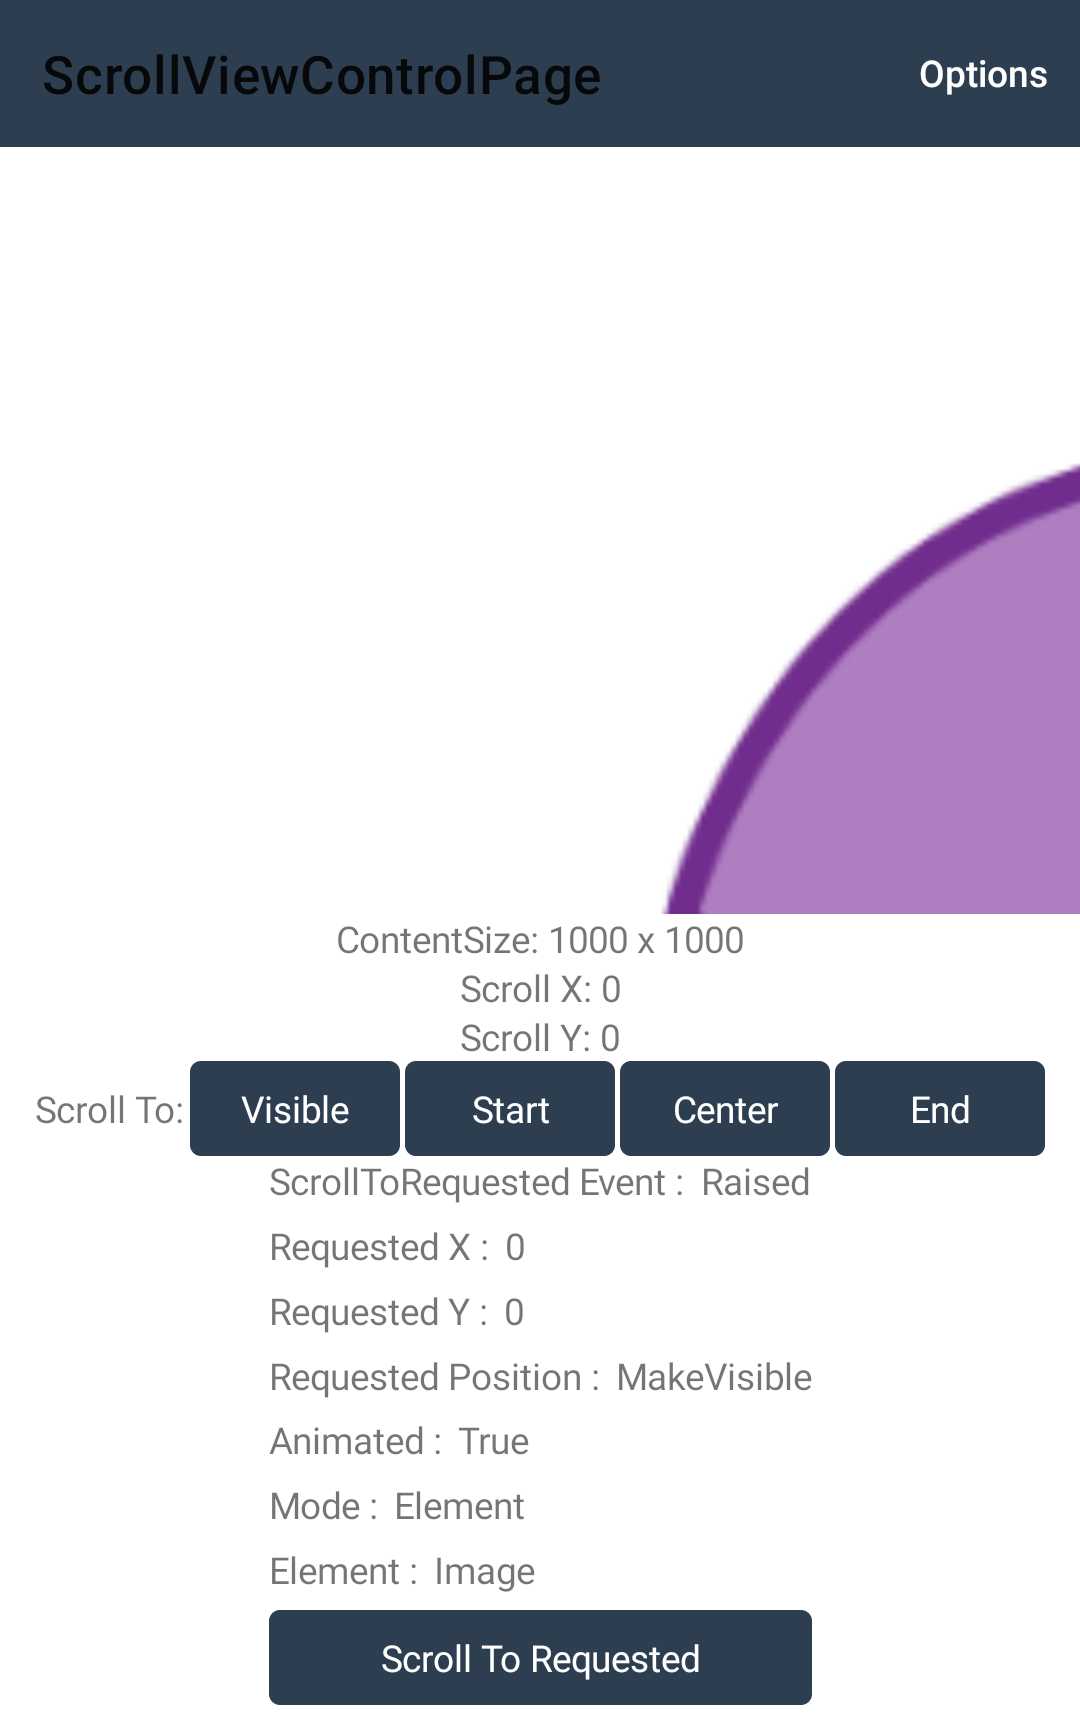 ScrollViewControlPage Options
ContentSize: 1000 x 1000
Scroll X: 0
Scroll Y: 0
Scroll To: Visible Start Center End
ScrollToRequested Event : Raised
Requested X : 0
Requested Y : 0
Requested Position : MakeVisible
Animated : True
Mode : Element
Element : Image
Scroll To Requested